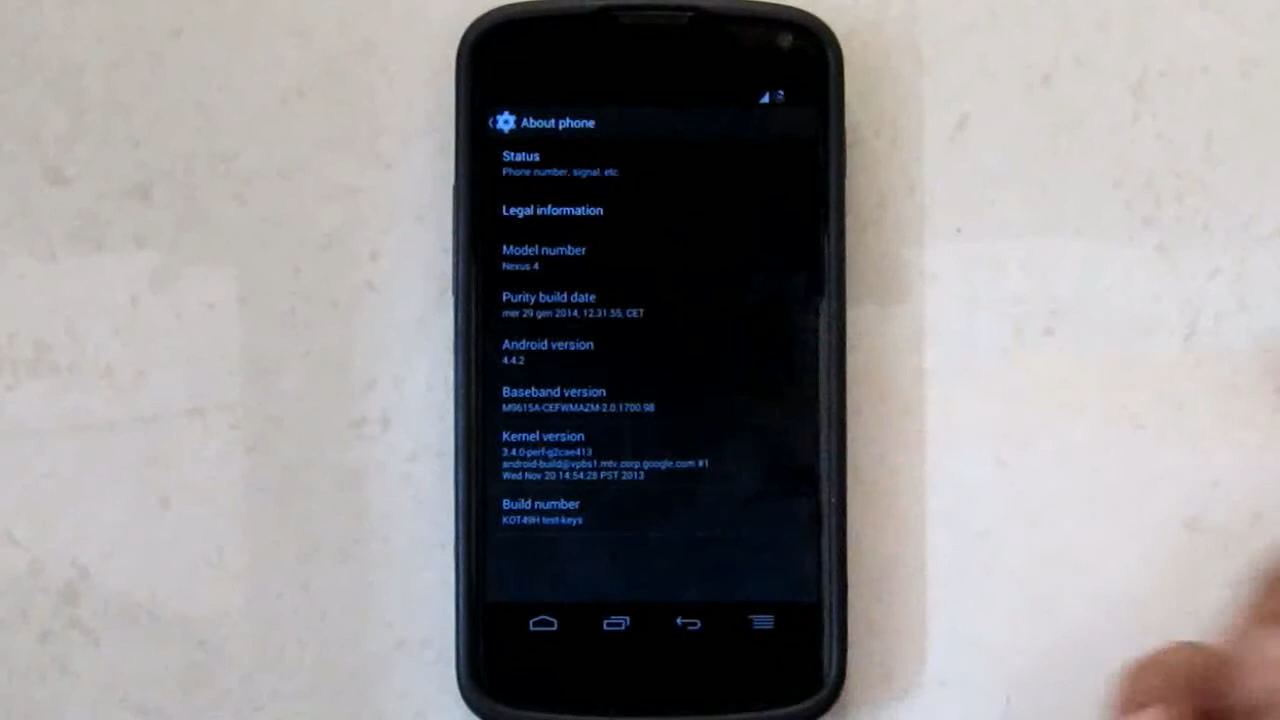 About phone
Status
Phone number, signal, etc.
Legal information
Model number
Nexus 4
Purity build date
mer 29 gen 2014, 12.31.55, CET
Android version
4.4.2
Baseband version
M9615A-CEFWMAZM-2.0.1700.98
Kernel version
3.4.0-perf-g2cae413
android-build@vpbs1.mtv.corp.google.com #1
Wed Nov 20 14:54:28 PST 2013
Build number
KOT49H test-keys